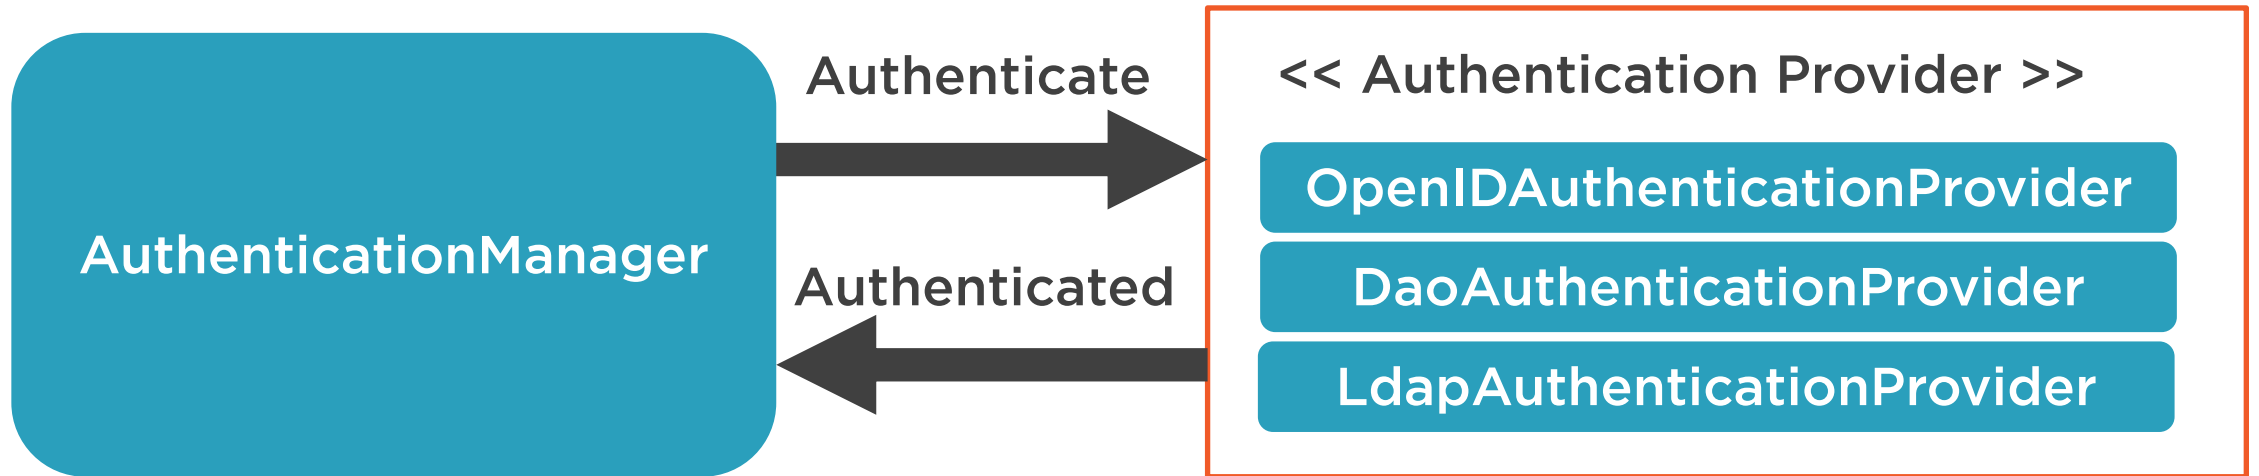 AuthenticationManager
Authenticate
Authenticated
<< Authentication Provider >>
OpenIDAuthenticationProvider
DaoAuthenticationProvider
LdapAuthenticationProvider